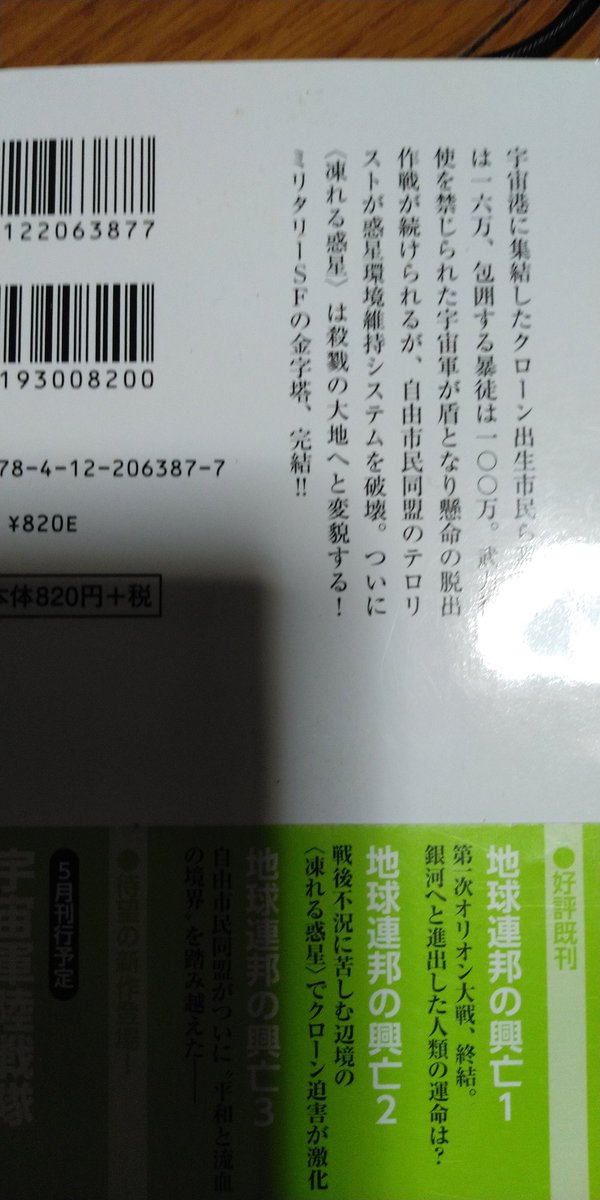 宇宙港に集結したクローン出生市民ら
は一六万、包囲する暴徒は一〇〇万。武
使を禁じられた宇宙軍が盾となり懸命の脱出
作戦が続けられるが、自由市民同盟のテロリ
ストが惑星環境維持システムを破壊。ついに
〈凍れる惑星〉は殺戮の大地へと変貌する！
ミリタリーSFの金字塔、完結!!
122063877
193008200
78-4-12-206387-7
¥820E
本体820円+税
●好評既刊
地球連邦の興亡1
第一次オリオン大戦、終結。
銀河へと進出した人類の運命は？
地球連邦の興亡2
戦後不況に苦しむ辺境の
〈凍れる惑星〉でクローン迫害が激化
地球連邦の興亡3
自由市民同盟がついに〝平和と流血
の境界〟を踏み越えた――
●待望の新作
5月刊行予定
宇宙軍陸戦隊